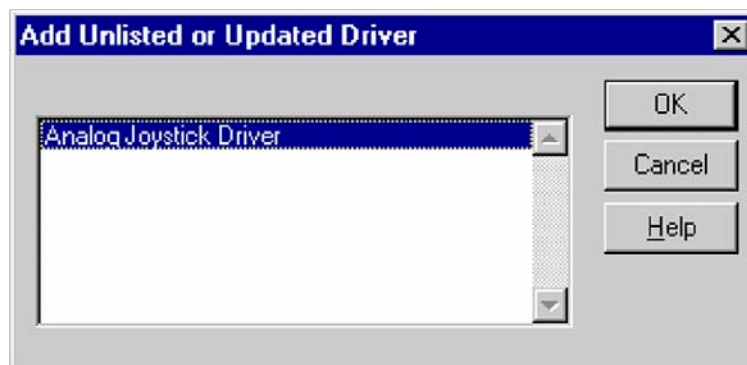 Add Unlisted or Updated Driver
Analog Joystick Driver
OK
Cancel
Help